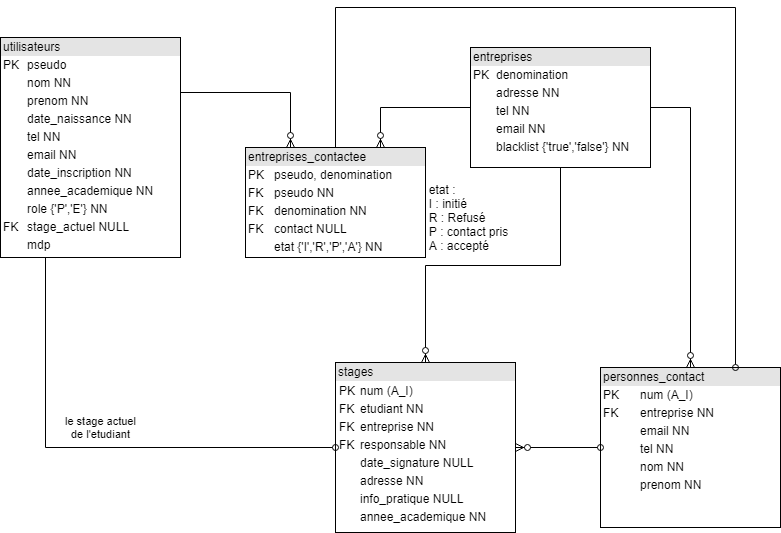 utilisateurs
PK pseudo
nom NN
prenom NN
date_naissance NN
tel NN
email NN
date_inscription NN
annee_academique NN
role {'P','E'} NN
FK stage_actuel NULL
mdp
entreprises
PK denomination
adresse NN
tel NN
email NN
blacklist {'true','false'} NN
entreprises_contactee
PK pseudo, denomination
FK pseudo NN
FK denomination NN
FK contact NULL
etat {'I','R','P','A'} NN
etat :
I : initié
R : Refusé
P : contact pris
A : accepté
le stage actuel
de l'etudiant
stages
PK num (A_I)
FK etudiant NN
FK entreprise NN
FK responsable NN
date_signature NULL
adresse NN
info_pratique NULL
annee_academique NN
personnes_contact
PK num (A_I)
FK entreprise NN
email NN
tel NN
nom NN
prenom NN